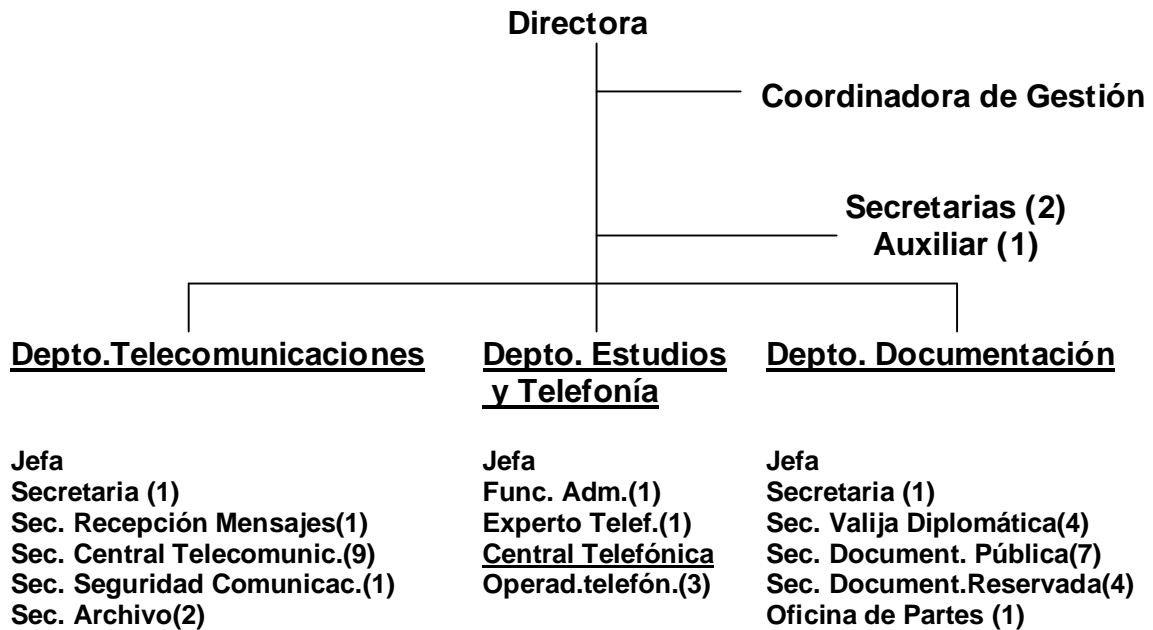 Directora
Coordinadora de Gestión
Secretarias (2)
Auxiliar (1)
Depto.Telecomunicaciones
Jefa
Secretaria (1)
Sec. Recepción Mensajes(1)
Sec. Central Telecomunic.(9)
Sec. Seguridad Comunicac.(1)
Sec. Archivo(2)
Depto. Estudios
y Telefonía
Jefa
Func. Adm.(1)
Experto Telef.(1)
Central Telefónica
Operad.telefón.(3)
Depto. Documentación
Jefa
Secretaria (1)
Sec. Valija Diplomática(4)
Sec. Document. Pública(7)
Sec. Document.Reservada(4)
Oficina de Partes (1)